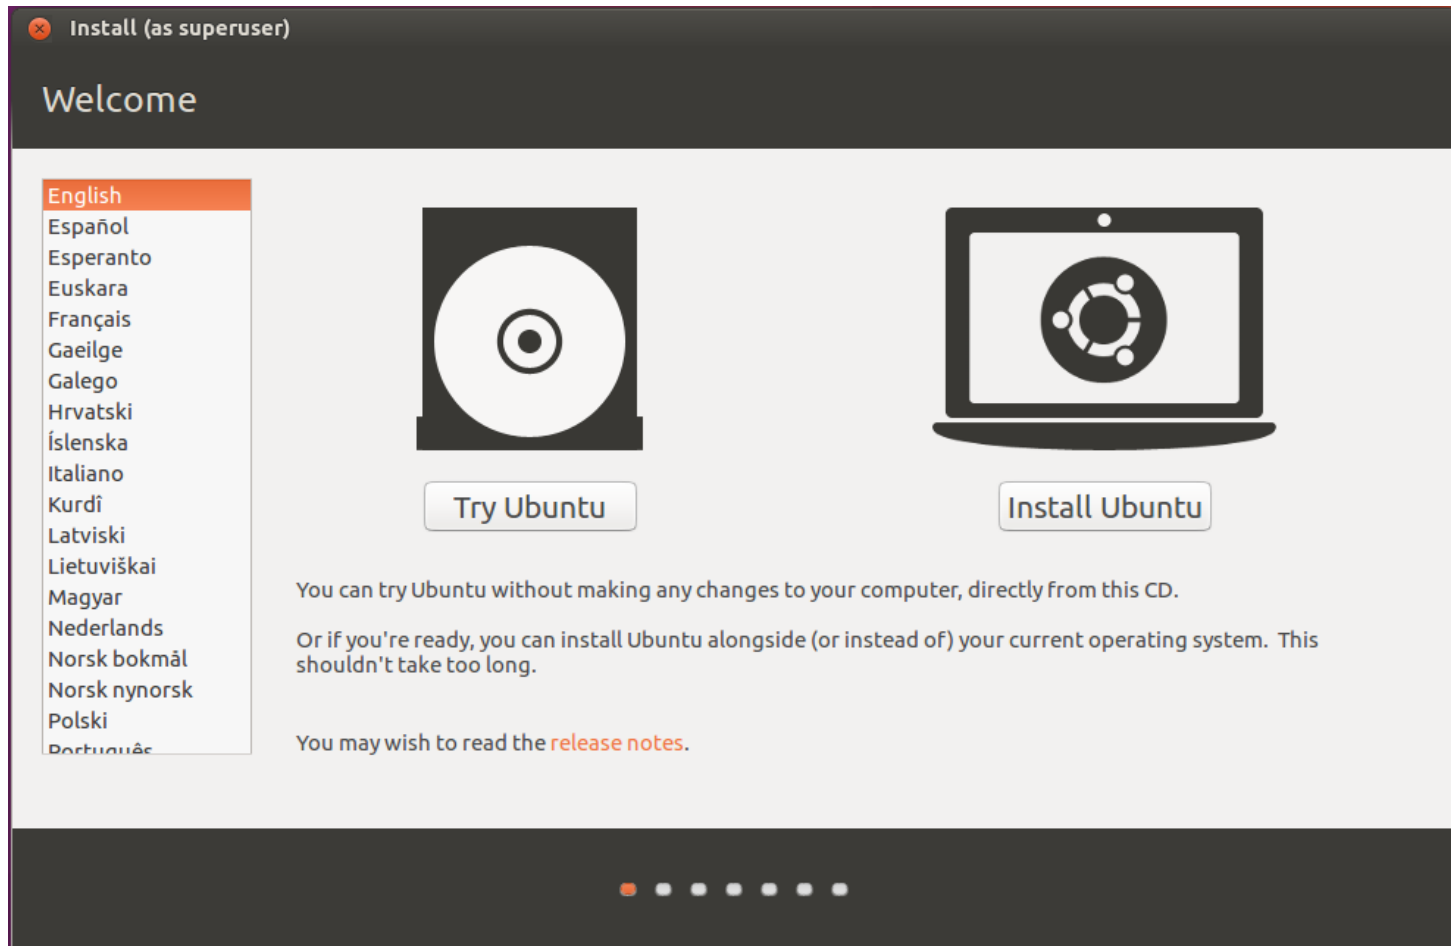 Install (as superuser)
Welcome
English
Español
Esperanto
Euskara
Français
Gaeilge
Galego
Hrvatski
Íslenska
Italiano
Kurdî
Latviski
Lietuviškai
Magyar
Nederlands
Norsk bokmål
Norsk nynorsk
Polski
Português
Try Ubuntu
Install Ubuntu
You can try Ubuntu without making any changes to your computer, directly from this CD.
Or if you're ready, you can install Ubuntu alongside (or instead of) your current operating system. This
shouldn't take too long.
You may wish to read the release notes.